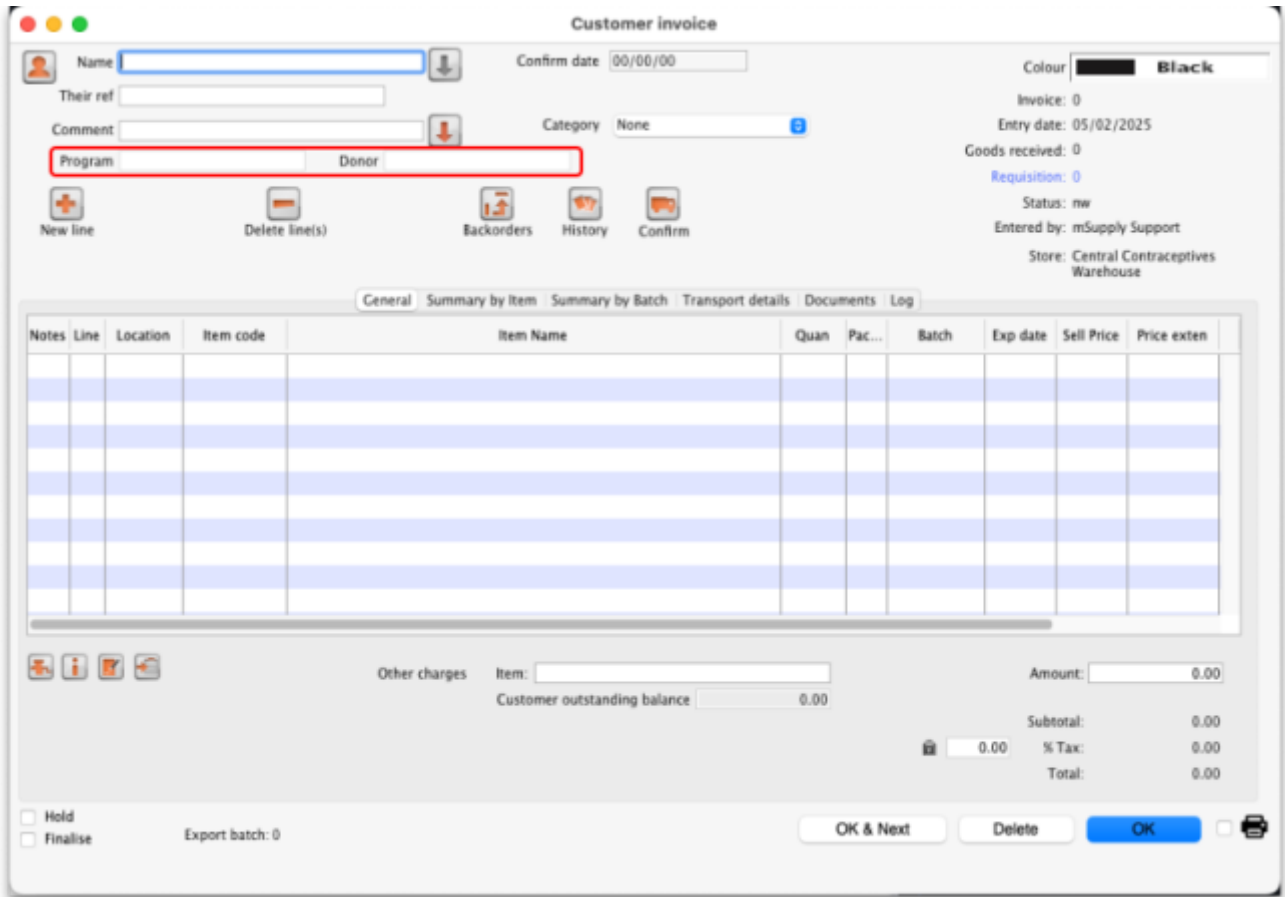 Customer invoice
Name
Confirm date 00/00/00
Colour Black
Their ref
Invoice: 0
Comment
Category None
Entry date: 05/02/2025
Program
Donor
Goods received: 0
Requisition: 0
Status: nw
New line
Delete line(s)
Backorders
History
Confirm
Entered by: mSupply Support
Store: Central Contraceptives
Warehouse
General Summary by Item Summary by Batch Transport details Documents Log
Notes Line Location Item code Item Name Quan Pac... Batch Exp date Sell Price Price exten
Other charges Item: Amount: 0.00
Customer outstanding balance 0.00
Subtotal: 0.00
0.00 % Tax: 0.00
Total: 0.00
Hold
Finalise
Export batch: 0
OK & Next
Delete
OK